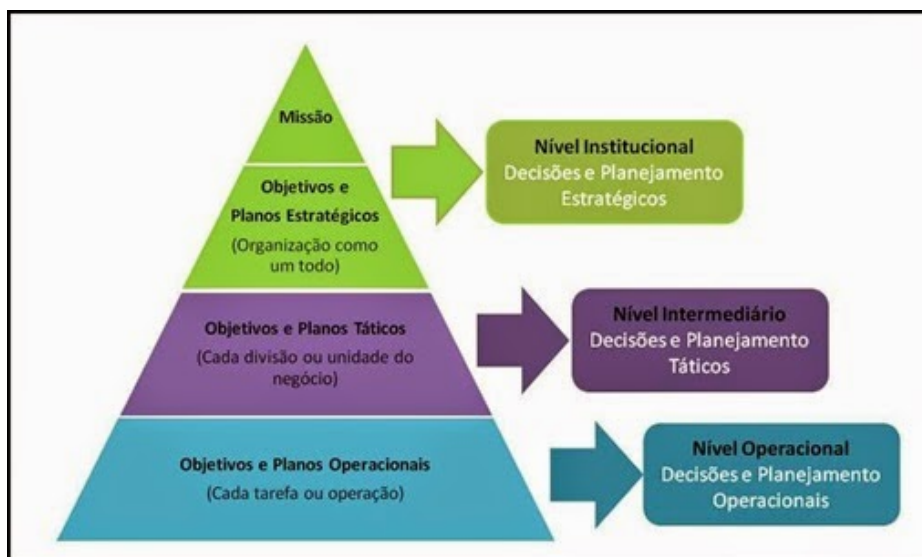 Missão
Objetivos e
Planos Estratégicos
(Organização como
um todo)
Nível Institucional
Decisões e Planejamento
Estratégicos
Objetivos e Planos Táticos
(Cada divisão ou unidade do
negócio)
Nível Intermediário
Decisões e Planejamento
Táticos
Objetivos e Planos Operacionais
(Cada tarefa ou operação)
Nível Operacional
Decisões e Planejamento
Operacionais